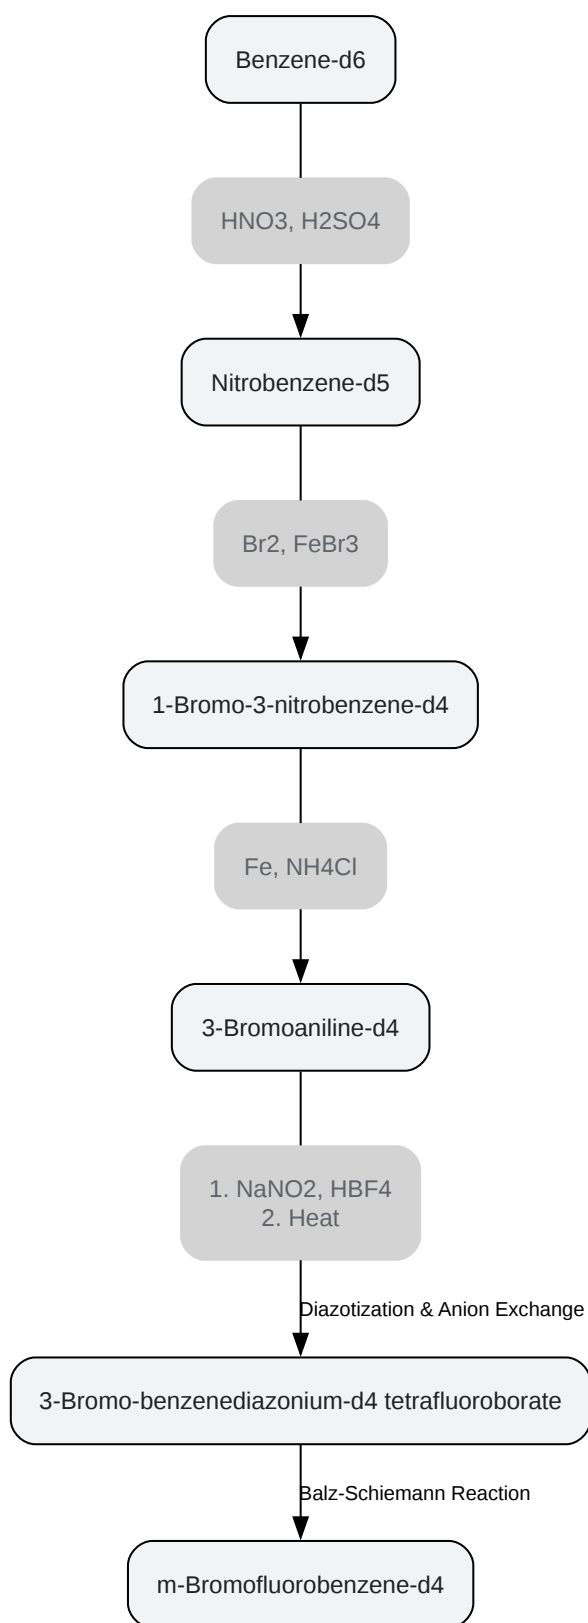 Benzene-d6
HNO3, H2SO4
Nitrobenzene-d5
Br2, FeBr3
1-Bromo-3-nitrobenzene-d4
Fe, NH4Cl
3-Bromoaniline-d4
1. NaNO2, HBF4
2. Heat
Diazotization & Anion Exchange
3-Bromo-benzenediazonium-d4 tetrafluoroborate
Balz-Schiemann Reaction
m-Bromofluorobenzene-d4